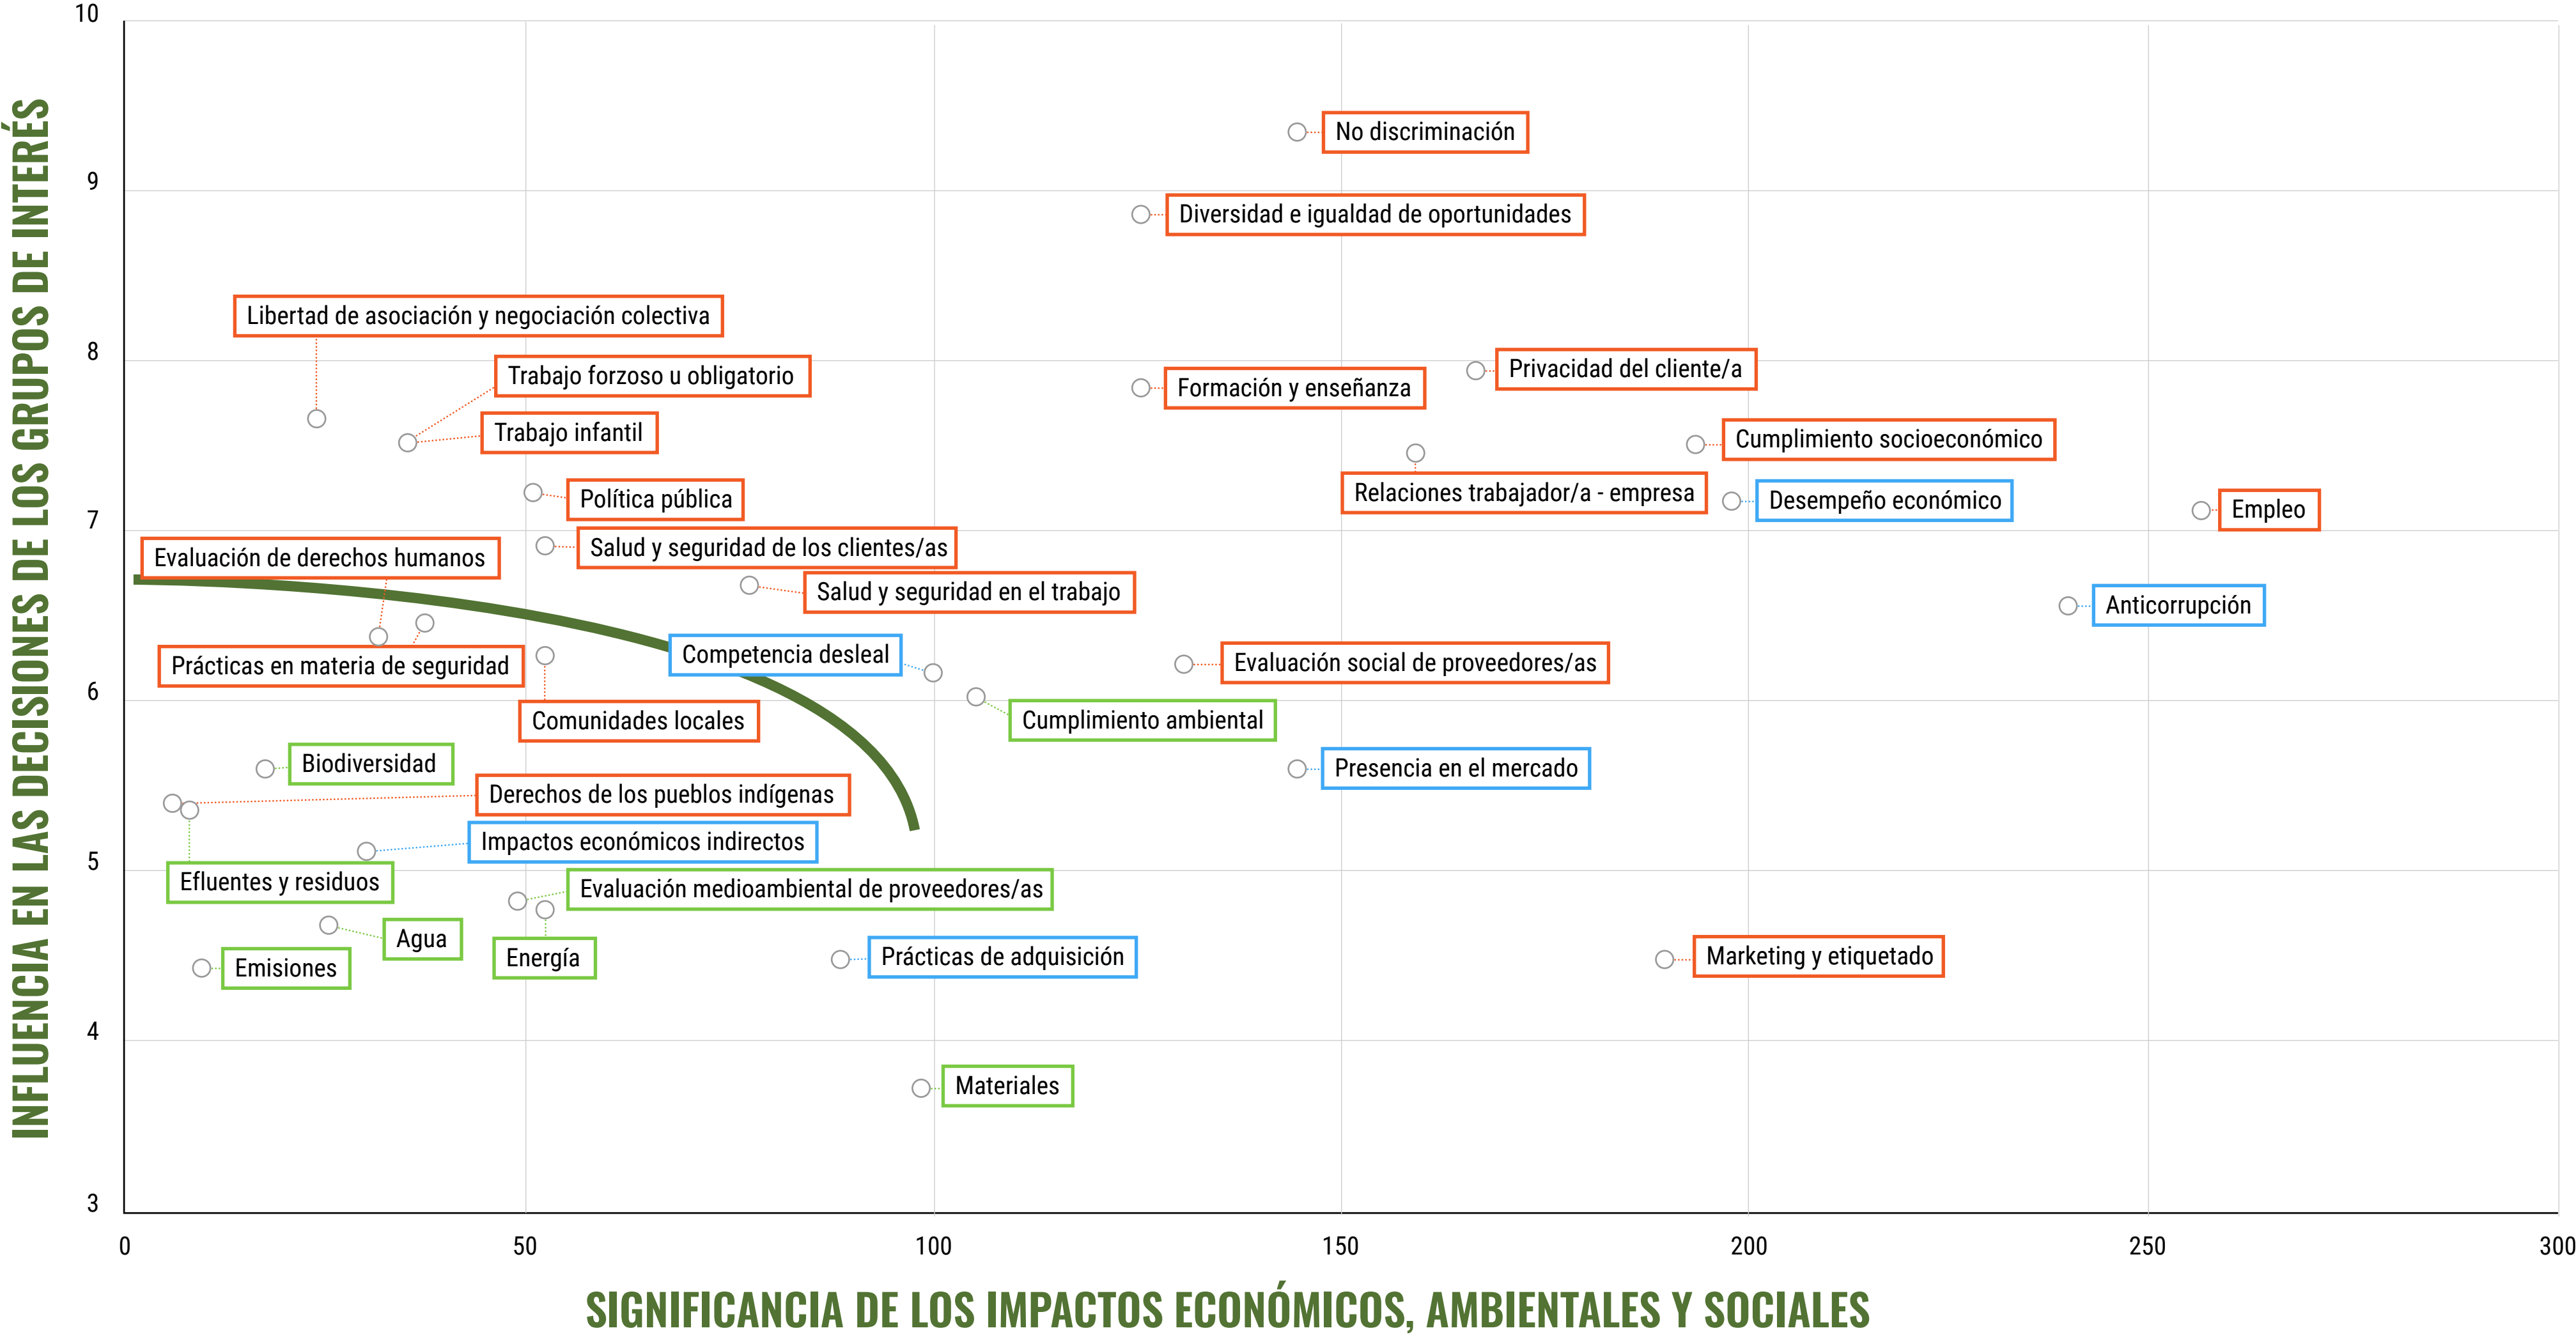 INFLUENCIA EN LAS DECISIONES DE LOS GRUPOS DE INTERÉS
10
9
8
7
6
5
4
3
No discriminación
Diversidad e igualdad de oportunidades
Libertad de asociación y negociación colectiva
Trabajo forzoso u obligatorio
Privacidad del cliente/a
Formación y enseñanza
Trabajo infantil
Cumplimiento socioeconómico
Política pública
Relaciones trabajador/a - empresa
Desempeño económico
Empleo
Salud y seguridad de los clientes/as
Evaluación de derechos humanos
Salud y seguridad en el trabajo
Anticorrupción
Competencia desleal
Prácticas en materia de seguridad
Evaluación social de proveedores/as
Comunidades locales
Cumplimiento ambiental
Biodiversidad
Presencia en el mercado
Derechos de los pueblos indígenas
Impactos económicos indirectos
Efluentes y residuos
Evaluación medioambiental de proveedores/as
Agua
Energía
Prácticas de adquisición
Marketing y etiquetado
Emisiones
Materiales
0
50
100
150
200
250
300
SIGNIFICANCIA DE LOS IMPACTOS ECONÓMICOS, AMBIENTALES Y SOCIALES